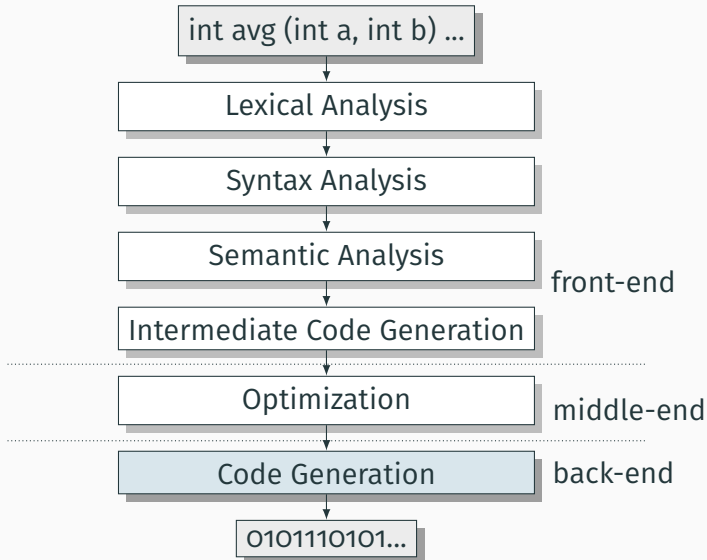 int avg (int a, int b) ...
Lexical Analysis
Syntax Analysis
Semantic Analysis
front-end
Intermediate Code Generation
Optimization
middle-end
Code Generation
back-end
0101110101...